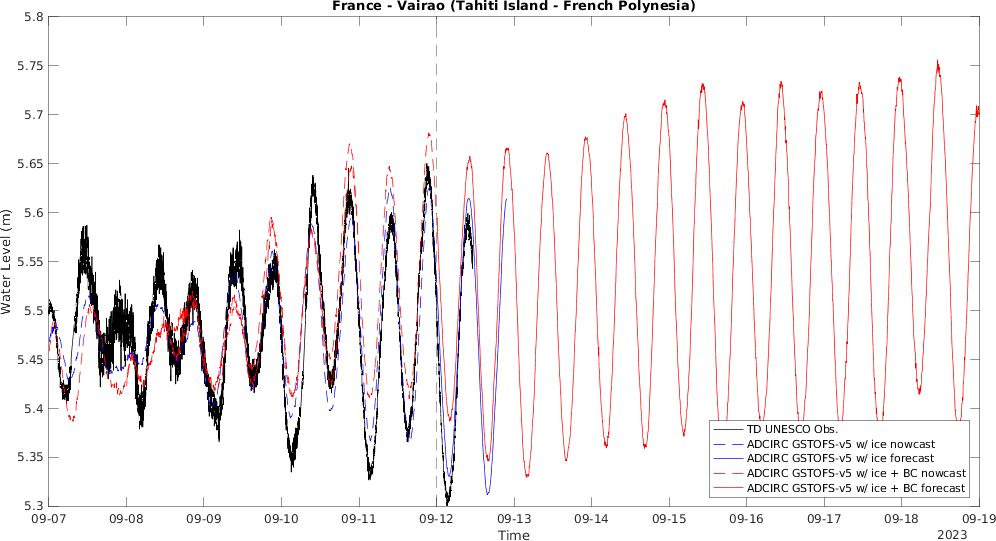 France - Vairao (Tahiti Island - French Polynesia)
5.8
5.75
5.7
5.65
5.6
5.55
5.5
5.45
5.4
5.35
5.3
Water Level (m)
TD UNESCO Obs.
ADCIRC GSTOFS-v5 w/ ice nowcast
ADCIRC GSTOFS-v5 w/ ice forecast
ADCIRC GSTOFS-v5 w/ ice + BC nowcast
ADCIRC GSTOFS-v5 w/ ice + BC forecast
09-07 09-08 09-09 09-10 09-11 09-12 09-13 09-14 09-15 09-16 09-17 09-18 09-19
Time
2023